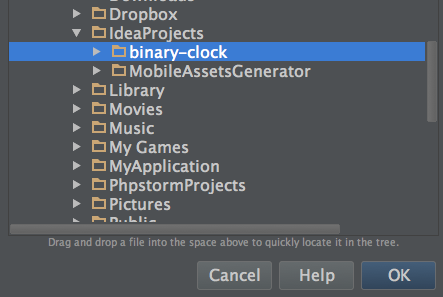 Dropbox
IdeaProjects
binary-clock
MobileAssetsGenerator
Library
Movies
Music
My Games
MyApplication
PhpstormProjects
Pictures
Public
Drag and drop a file into the space above to quickly locate it in the tree.
Cancel
Help
OK